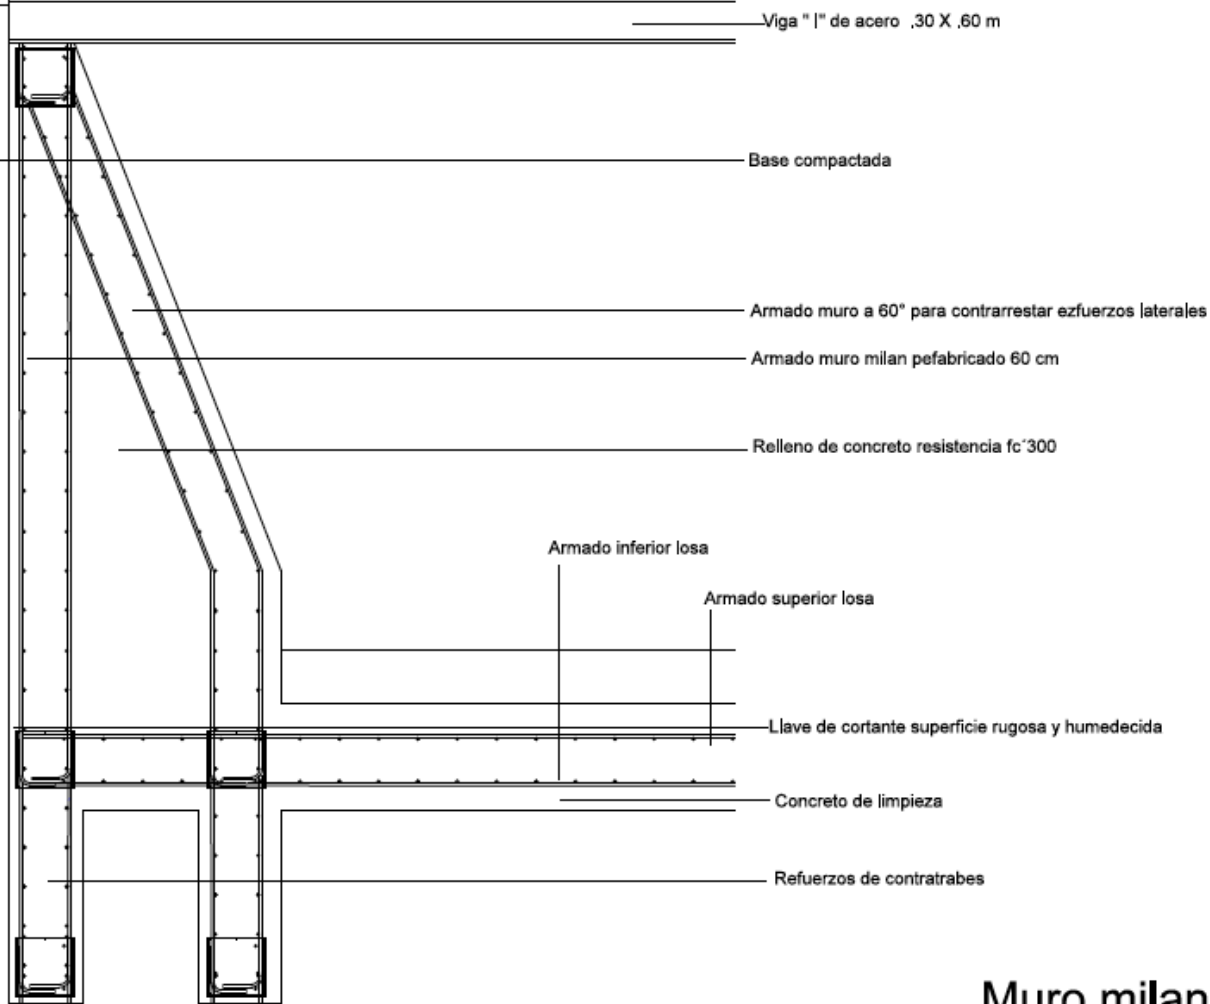 Viga " I" de acero .30 X .60 m
Base compactada
Armado muro a 60° para contrarrestar ezfuerzos laterales
Armado muro milan pefabricado 60 cm
Relleno de concreto resistencia fc´300
Armado inferior losa
Armado superior losa
Llave de cortante superficie rugosa y humedecida
Concreto de limpieza
Refuerzos de contratrabes
Muro milan